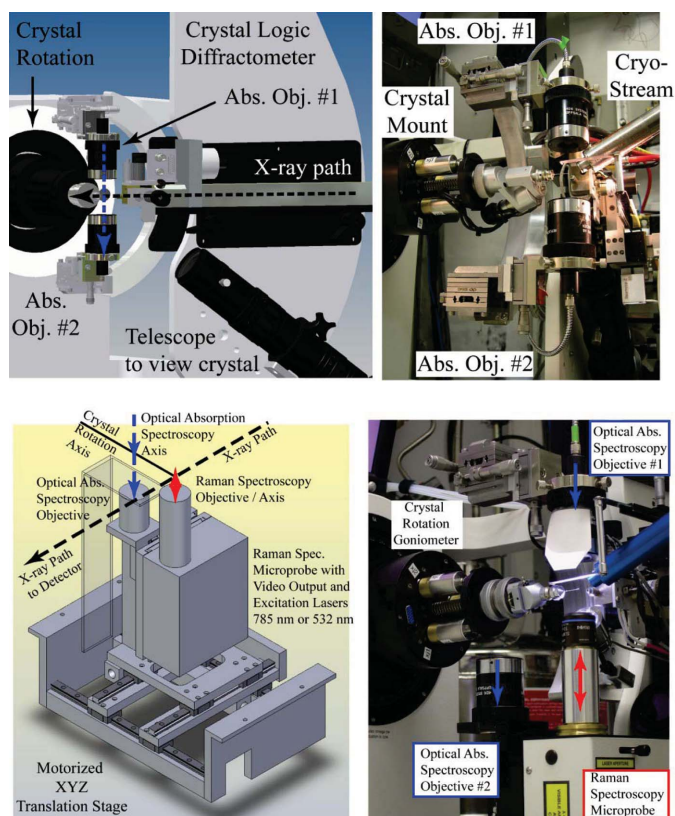 Crystal
Rotation
Crystal Logic
Diffractometer
Abs. Obj. #1
X-ray path
Abs.
Obj. #2
Telescope
to view crystal
Abs. Obj. #1
Cryo-
Stream
Crystal
Mount
Abs. Obj. #2
Crystal
Rotation
Axis
Optical Absorption
Spectroscopy
Axis
X-ray Path
Optical Abs.
Spectroscopy
Objective
Raman Spectroscopy
Objective / Axis
X-ray Path
to Detector
Raman Spec.
Microprobe with
Video Output and
Excitation Lasers
785 nm or 532 nm
Motorized
XYZ
Translation Stage
Optical Abs.
Spectroscopy
Objective #1
Crystal
Rotation
Goniometer
Optical Abs.
Spectroscopy
Objective #2
LASER APERTURE
Raman
Spectroscopy
Microprobe